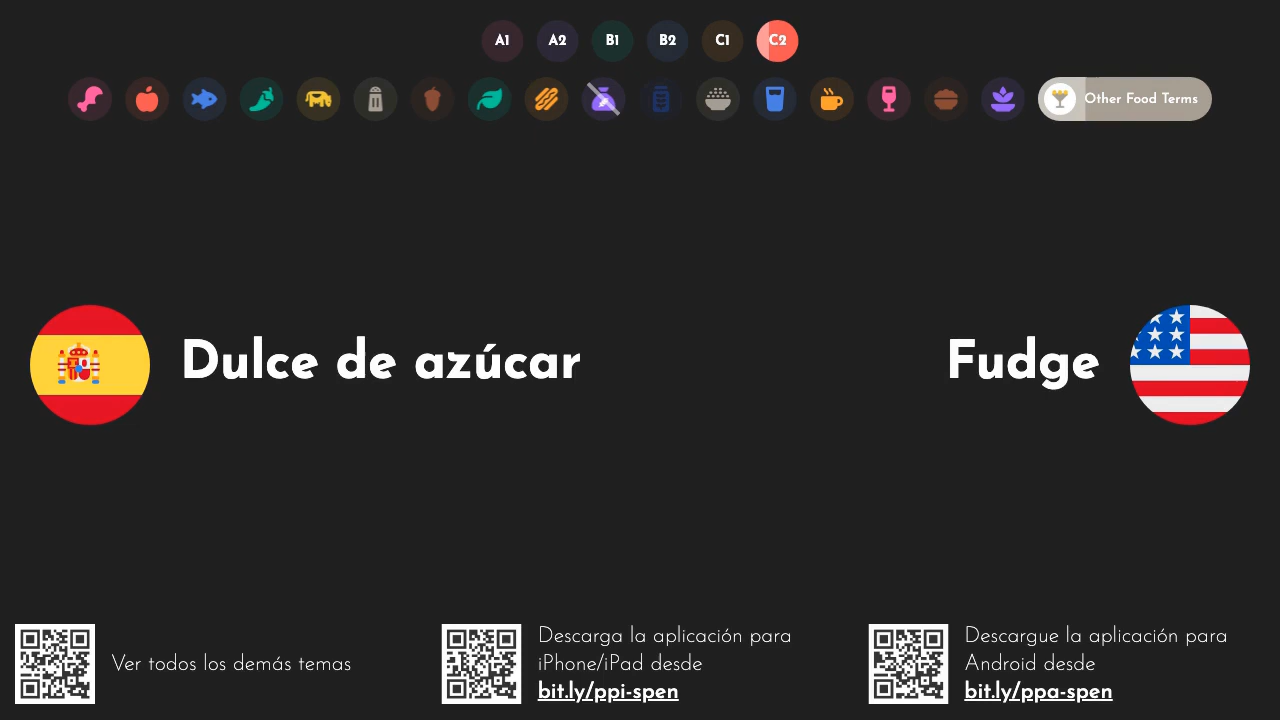 A1 A2 B1 B2 C1 C2
Other Food Terms
Dulce de azúcar
Fudge
Ver todos los demás temas
Descarga la aplicación para
iPhone/iPad desde
bit.ly/ppi-spen
Descargue la aplicación para
Android desde
bit.ly/ppa-spen